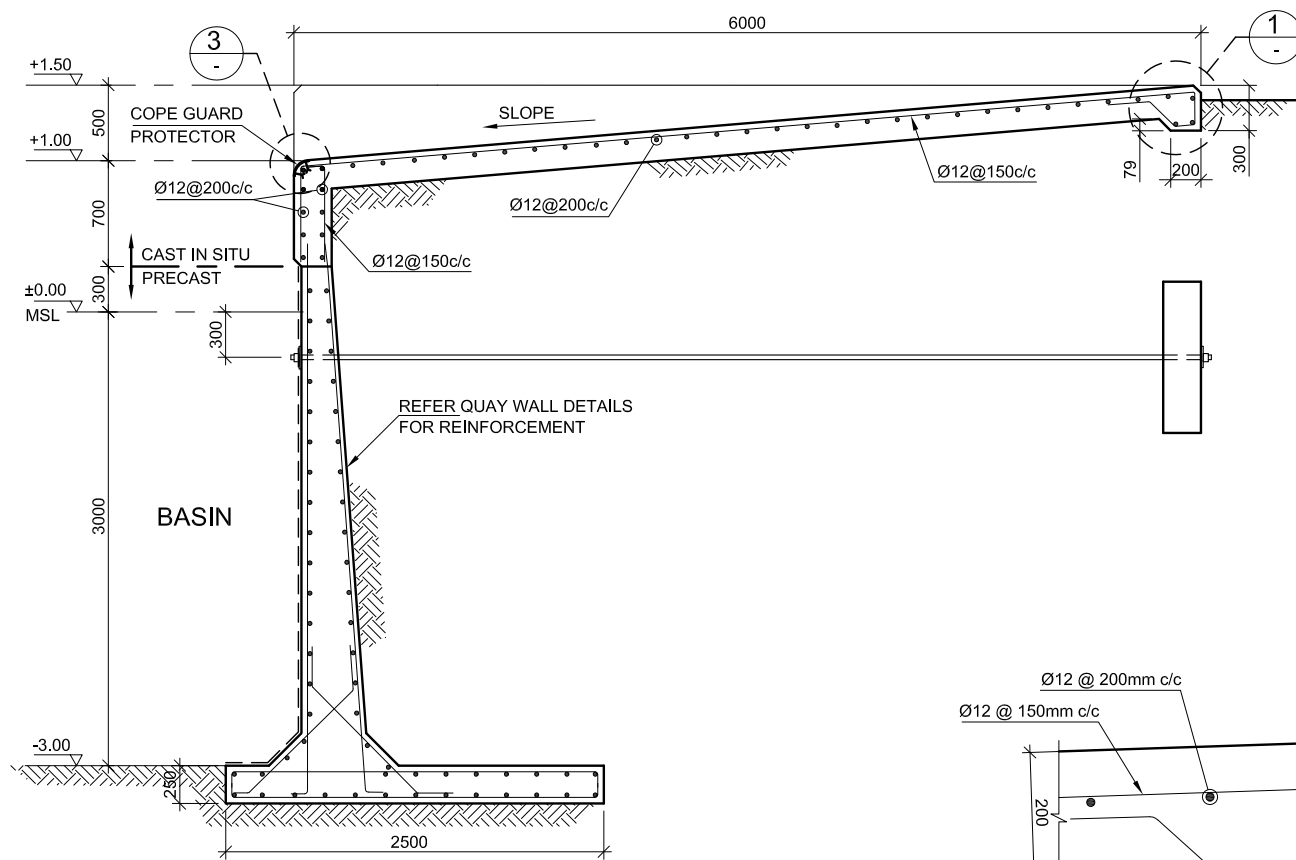 6000
3
-
1
-
+1.50
500
COPE GUARD
PROTECTOR
SLOPE
+1.00
79
200
300
Ø12@200c/c
Ø12@200c/c
Ø12@150c/c
700
CAST IN SITU
PRECAST
Ø12@150c/c
300
±0.00
MSL
300
REFER QUAY WALL DETAILS
FOR REINFORCEMENT
3000
BASIN
Ø12 @ 200mm c/c
Ø12 @ 150mm c/c
-3.00
250
200
2500